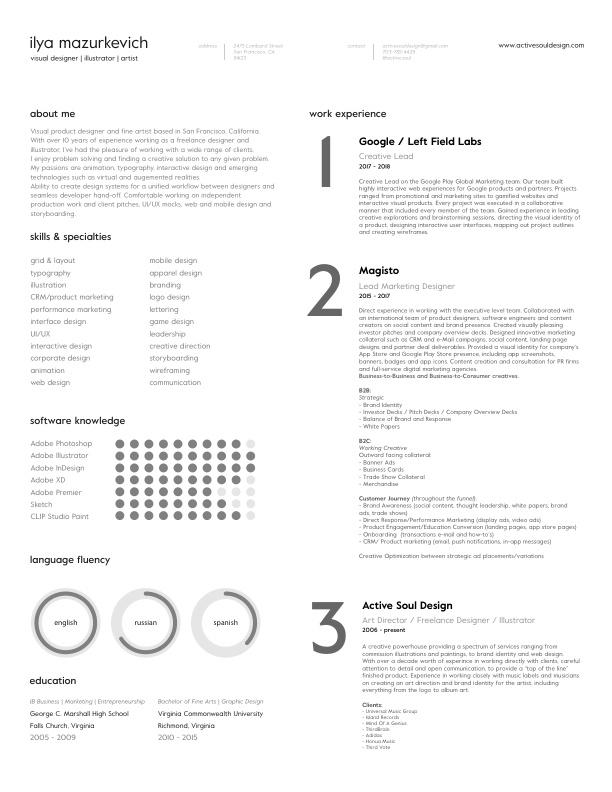 ilya mazurkevich
visual designer | illustrator | artist
address
2475 Comband Street
San Francisco, CA
contact
activesouldesign@gmail.com
@activesoul
www.activesouldesign.com
about me
Visual product designer and fine artist based in San Francisco, California.
With over 10 years of experience working as a freelance designer and
illustrator, I've had the pleasure of working with a wide range of clients.
I enjoy problem solving and finding a creative solution to any given problem.
My passions are animation, typography, interactive design and emerging
technologies such as virtual and augmented realities.
Ability to create design systems for a unified workflow between designers and
seamless developer hand-off. Comfortable working on independent
production work and client pitches, UI/UX mocks, web and mobile design and
storyboarding.
skills & specialties
grid & layout
typography
illustration
CRM/product marketing
performance marketing
interface design
UI/UX
interactive design
corporate design
animation
web design
mobile design
apparel design
branding
logo design
lettering
game design
leadership
creative direction
storyboarding
wireframing
communication
software knowledge
Adobe Photoshop
Adobe Illustrator
Adobe InDesign
Adobe XD
Adobe Premier
Sketch
CLIP Studio Paint
language fluency
english
russian
spanish
education
IB Business | Marketing | Entrepreneurship
George C. Marshall High School
Falls Church, Virginia
2005 - 2009
Bachelor of Fine Arts | Graphic Design
Virginia Commonwealth University
Richmond, Virginia
2010 - 2015
work experience
1
Google / Left Field Labs
Creative Lead
2017 - 2018
Creative Lead on the Google Play Global Marketing team. Our team built
highly interactive web experiences for Google products and partners. Projects
ranged from promotional and marketing sites to gamified websites and
interactive visual products. Every project was executed in a collaborative
manner that included every member of the team. Gained experience in leading
creative explorations and brainstorming sessions, directing the visual identity of
a product, designing interactive user interfaces, mapping out project outlines
and creating wireframes.
2
Magisto
Lead Marketing Designer
2015 - 2017
Direct experience in working with the executive level team. Collaborated with
an international team of product designers, software engineers and content
creators on social content and brand presence. Created visually pleasing
investor pitches and company overview decks. Designed innovative marketing
collateral such as CRM and e-Mail campaigns, social content, landing page
designs and partner deal deliverables. Provided a visual identity for company's
App Store and Google Play Store presence, including app screenshots,
banners, badges and app icons. Content creation and consultation for PR firms
and full-service digital marketing agencies.
Business-to-Business and Business-to-Consumer creatives.
B2B:
Strategic
- Brand Identity
- Investor Decks / Pitch Decks / Company Overview Decks
- Balance of Brand and Response
- White Papers
B2C:
Working Creative
Outward facing collateral
- Banner Ads
- Business Cards
- Trade Show Collateral
- Merchandise
Customer Journey (throughout the funnel)
- Brand Awareness (social content, thought leadership, white papers, brand
ads, trade shows)
- Direct Response/Performance Marketing (display ads, video ads)
- Product Engagement/Education Conversion (landing pages, app store pages)
- Onboarding (transactions e-mail and how-to's)
- CRM/ Product marketing (email, push notifications, in-app messages)
Creative Optimization between strategic ad placements/variations
3
Active Soul Design
Art Director / Freelance Designer / Illustrator
2006 - present
A creative powerhouse providing a spectrum of services ranging from
commission illustrations and paintings, to brand identity and web design.
With over a decade worth of experince in working directly with clients, careful
attention to detail and open communication, to provide a "top of the line"
finished product. Experience in working closely with music labels and musicians
on creating an art direction and brand identity for the artist, including
everything from the logo to album art.
Clients:
- Universal Music Group
- Island Records
- Mind Of A Genius
- ThirdBrain
- Adidas
- Honua Music
- Third Vote